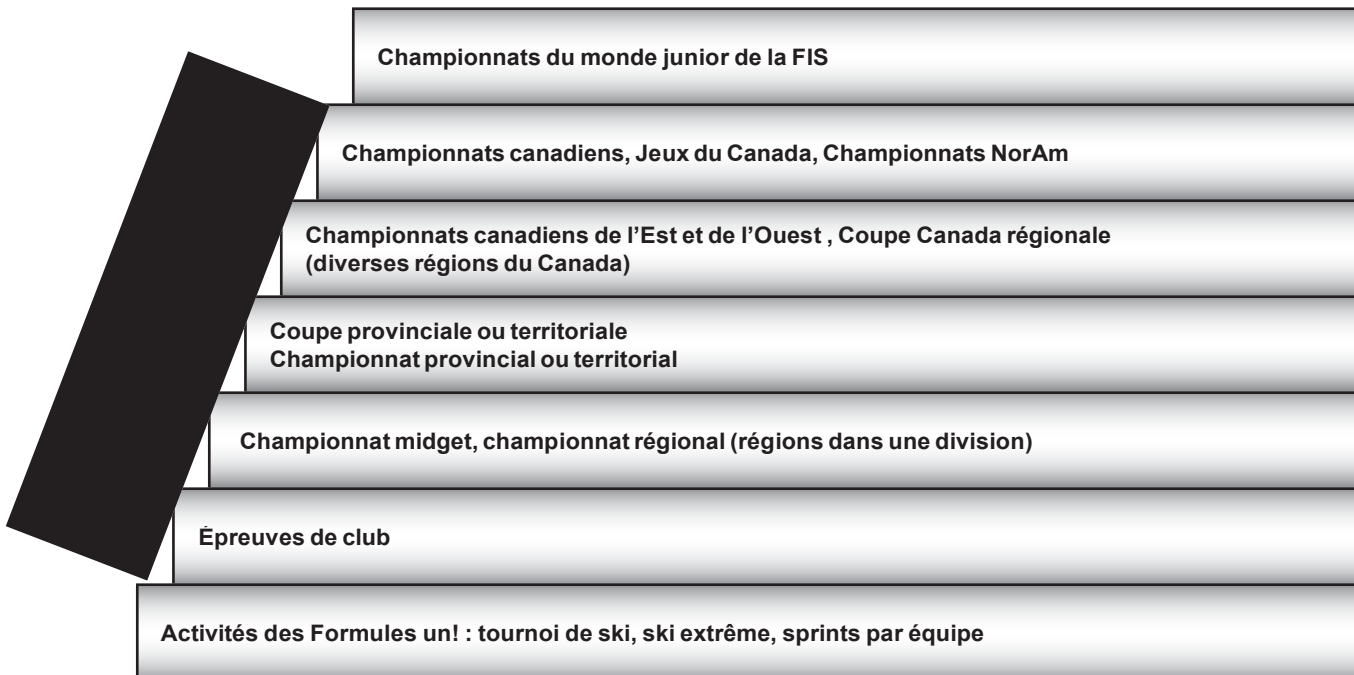 Championnats du monde junior de la FIS
Championnats canadiens, Jeux du Canada, Championnats NorAm
Championnats canadiens de l’Est et de l’Ouest , Coupe Canada régionale
(diverses régions du Canada)
Coupe provinciale ou territoriale
Championnat provincial ou territorial
Championnat midget, championnat régional (régions dans une division)
Épreuves de club
Activités des Formules un! : tournoi de ski, ski extrême, sprints par équipe